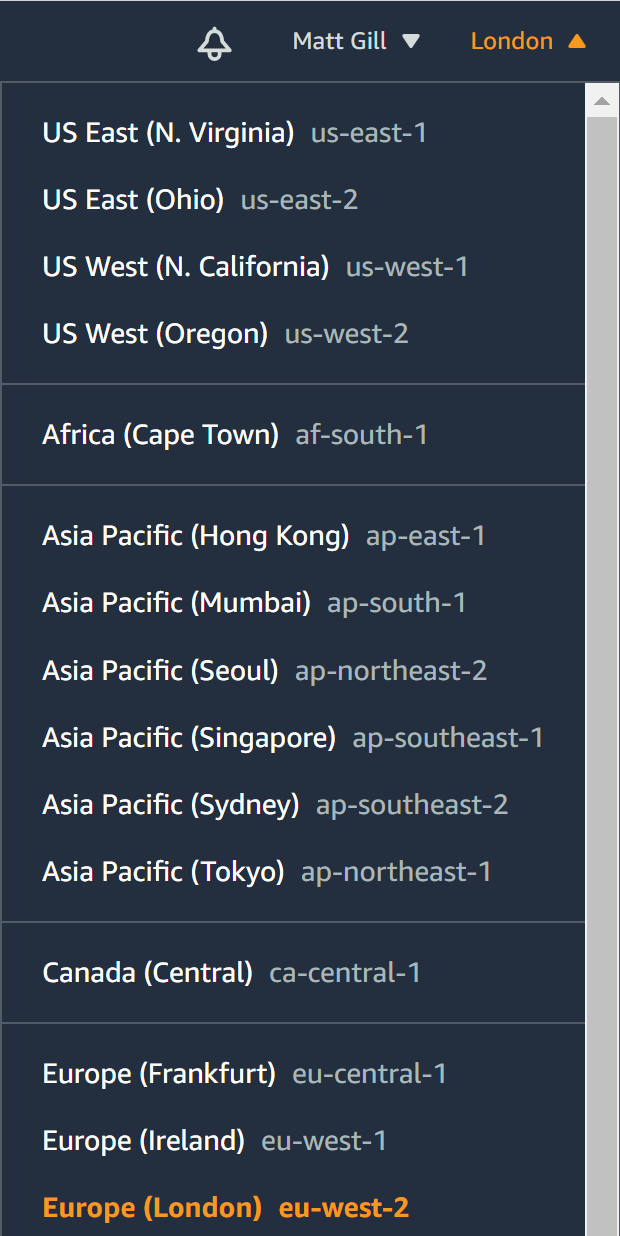 Matt Gill London
US East (N. Virginia) us-east-1
US East (Ohio) us-east-2
US West (N. California) us-west-1
US West (Oregon) us-west-2
Africa (Cape Town) af-south-1
Asia Pacific (Hong Kong) ap-east-1
Asia Pacific (Mumbai) ap-south-1
Asia Pacific (Seoul) ap-northeast-2
Asia Pacific (Singapore) ap-southeast-1
Asia Pacific (Sydney) ap-southeast-2
Asia Pacific (Tokyo) ap-northeast-1
Canada (Central) ca-central-1
Europe (Frankfurt) eu-central-1
Europe (Ireland) eu-west-1
Europe (London) eu-west-2